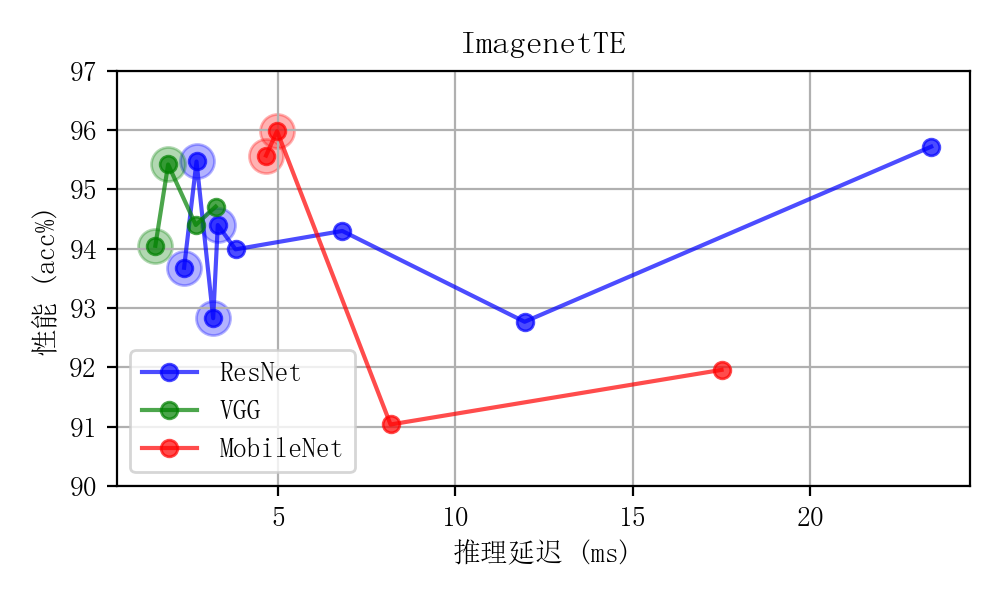 ImagenetTE
97
96
95
94
93
92
91
90
性能 (acc%)
ResNet
VGG
MobileNet
5 10 15 20
推理延迟 (ms)